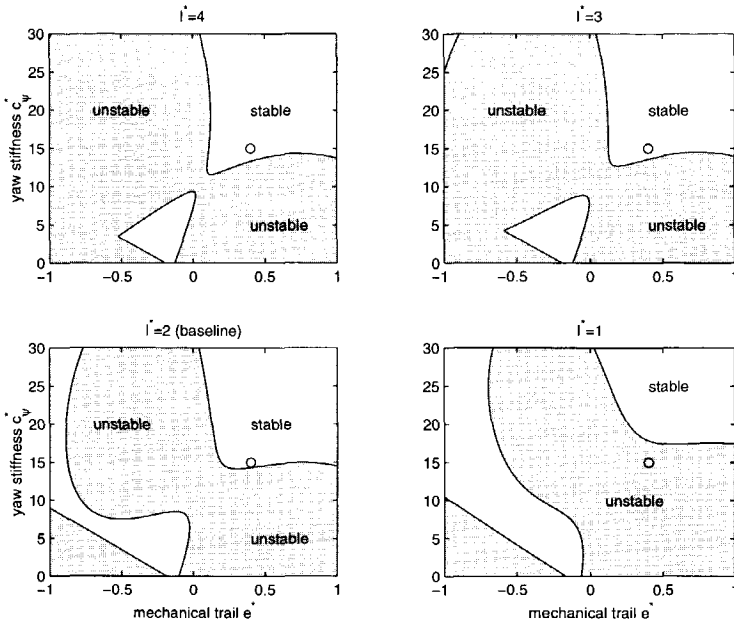 l*=4
30
25
20
15
10
5
0
yaw stiffness c*ψ
unstable
stable
unstable
−1 −0.5 0 0.5 1
l*=3
30
25
20
15
10
5
0
unstable
stable
unstable
−1 −0.5 0 0.5 1
l*=2 (baseline)
30
25
20
15
10
5
0
yaw stiffness c*ψ
unstable
stable
unstable
−1 −0.5 0 0.5 1
mechanical trail e*
l*=1
30
25
20
15
10
5
0
stable
unstable
−1 −0.5 0 0.5 1
mechanical trail e*